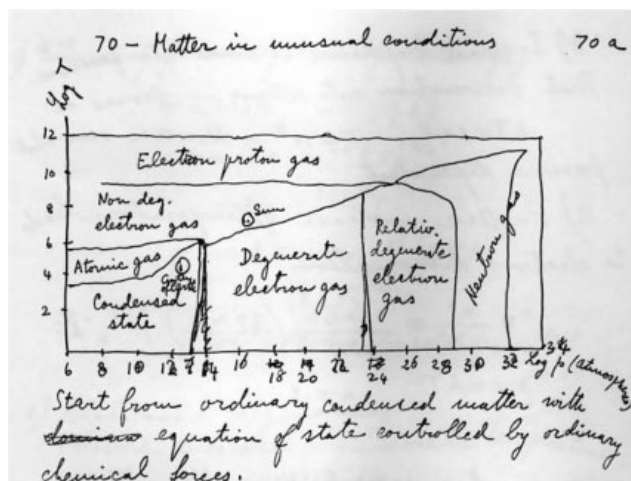 70 - Matter in unusual conditions 70 a
Log T
12
Electron proton gas
10
Non deg.
electron gas
8
Sun
Relativ.
degenerate
electron
gas
Neutron gas
6
Atomic gas
Degenerate
electron gas
4
Condensed
state
2
6 8 10 12 14 16 18 20 22 24 26 28 30 32 34
Log p (atmospheres)
Start from ordinary condensed matter with
equation of state controlled by ordinary
chemical forces.